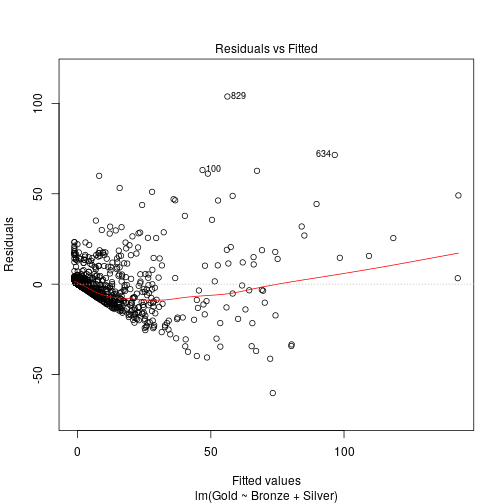 Residuals vs Fitted
Residuals
100
50
0
-50
829
634
100
0
50
100
Fitted values
lm(Gold ~ Bronze + Silver)